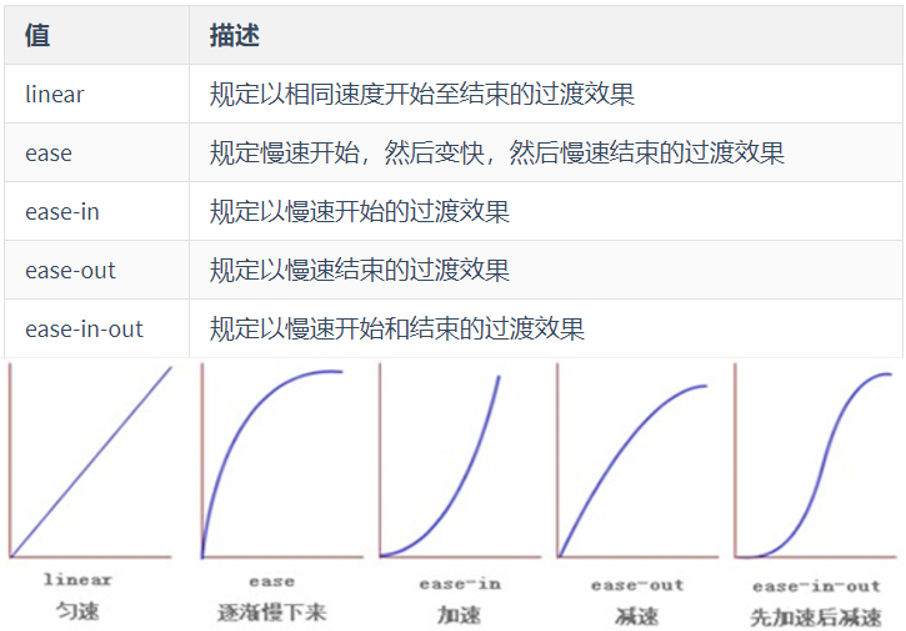 值 描述
linear 规定以相同速度开始至结束的过渡效果
ease 规定慢速开始，然后变快，然后慢速结束的过渡效果
ease-in 规定以慢速开始的过渡效果
ease-out 规定以慢速结束的过渡效果
ease-in-out 规定以慢速开始和结束的过渡效果
linear ease ease-in ease-out ease-in-out
匀速 逐渐慢下来 加速 减速 先加速后减速